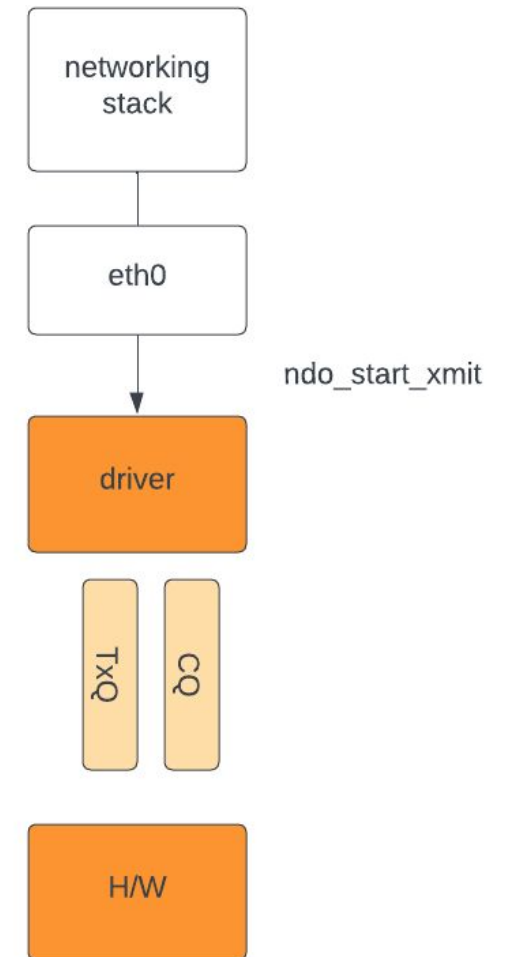 networking
stack
eth0
ndo_start_xmit
driver
TxQ
CQ
H/W